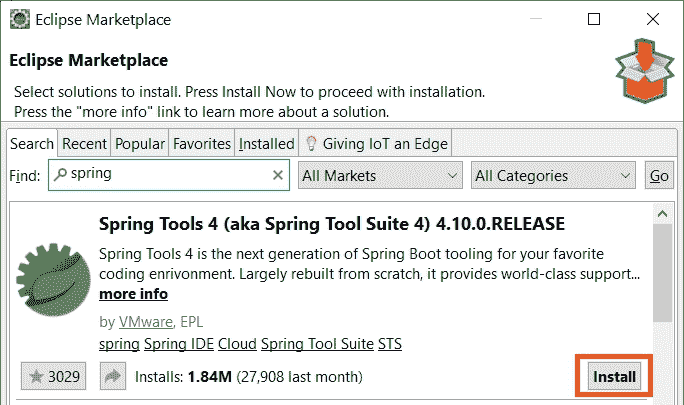 Eclipse Marketplace
Eclipse Marketplace
Select solutions to install. Press Install Now to proceed with installation.
Press the "more info" link to learn more about a solution.
Search Recent Popular Favorites Installed Giving IoT an Edge
Find: spring All Markets All Categories Go
Spring Tools 4 (aka Spring Tool Suite 4) 4.10.0.RELEASE
Spring Tools 4 is the next generation of Spring Boot tooling for your favorite
coding enrivonment. Largely rebuilt from scratch, it provides world-class support...
more info
by VMware, EPL
spring Spring IDE Cloud Spring Tool Suite STS
3029 Installs: 1.84M (27,908 last month) Install